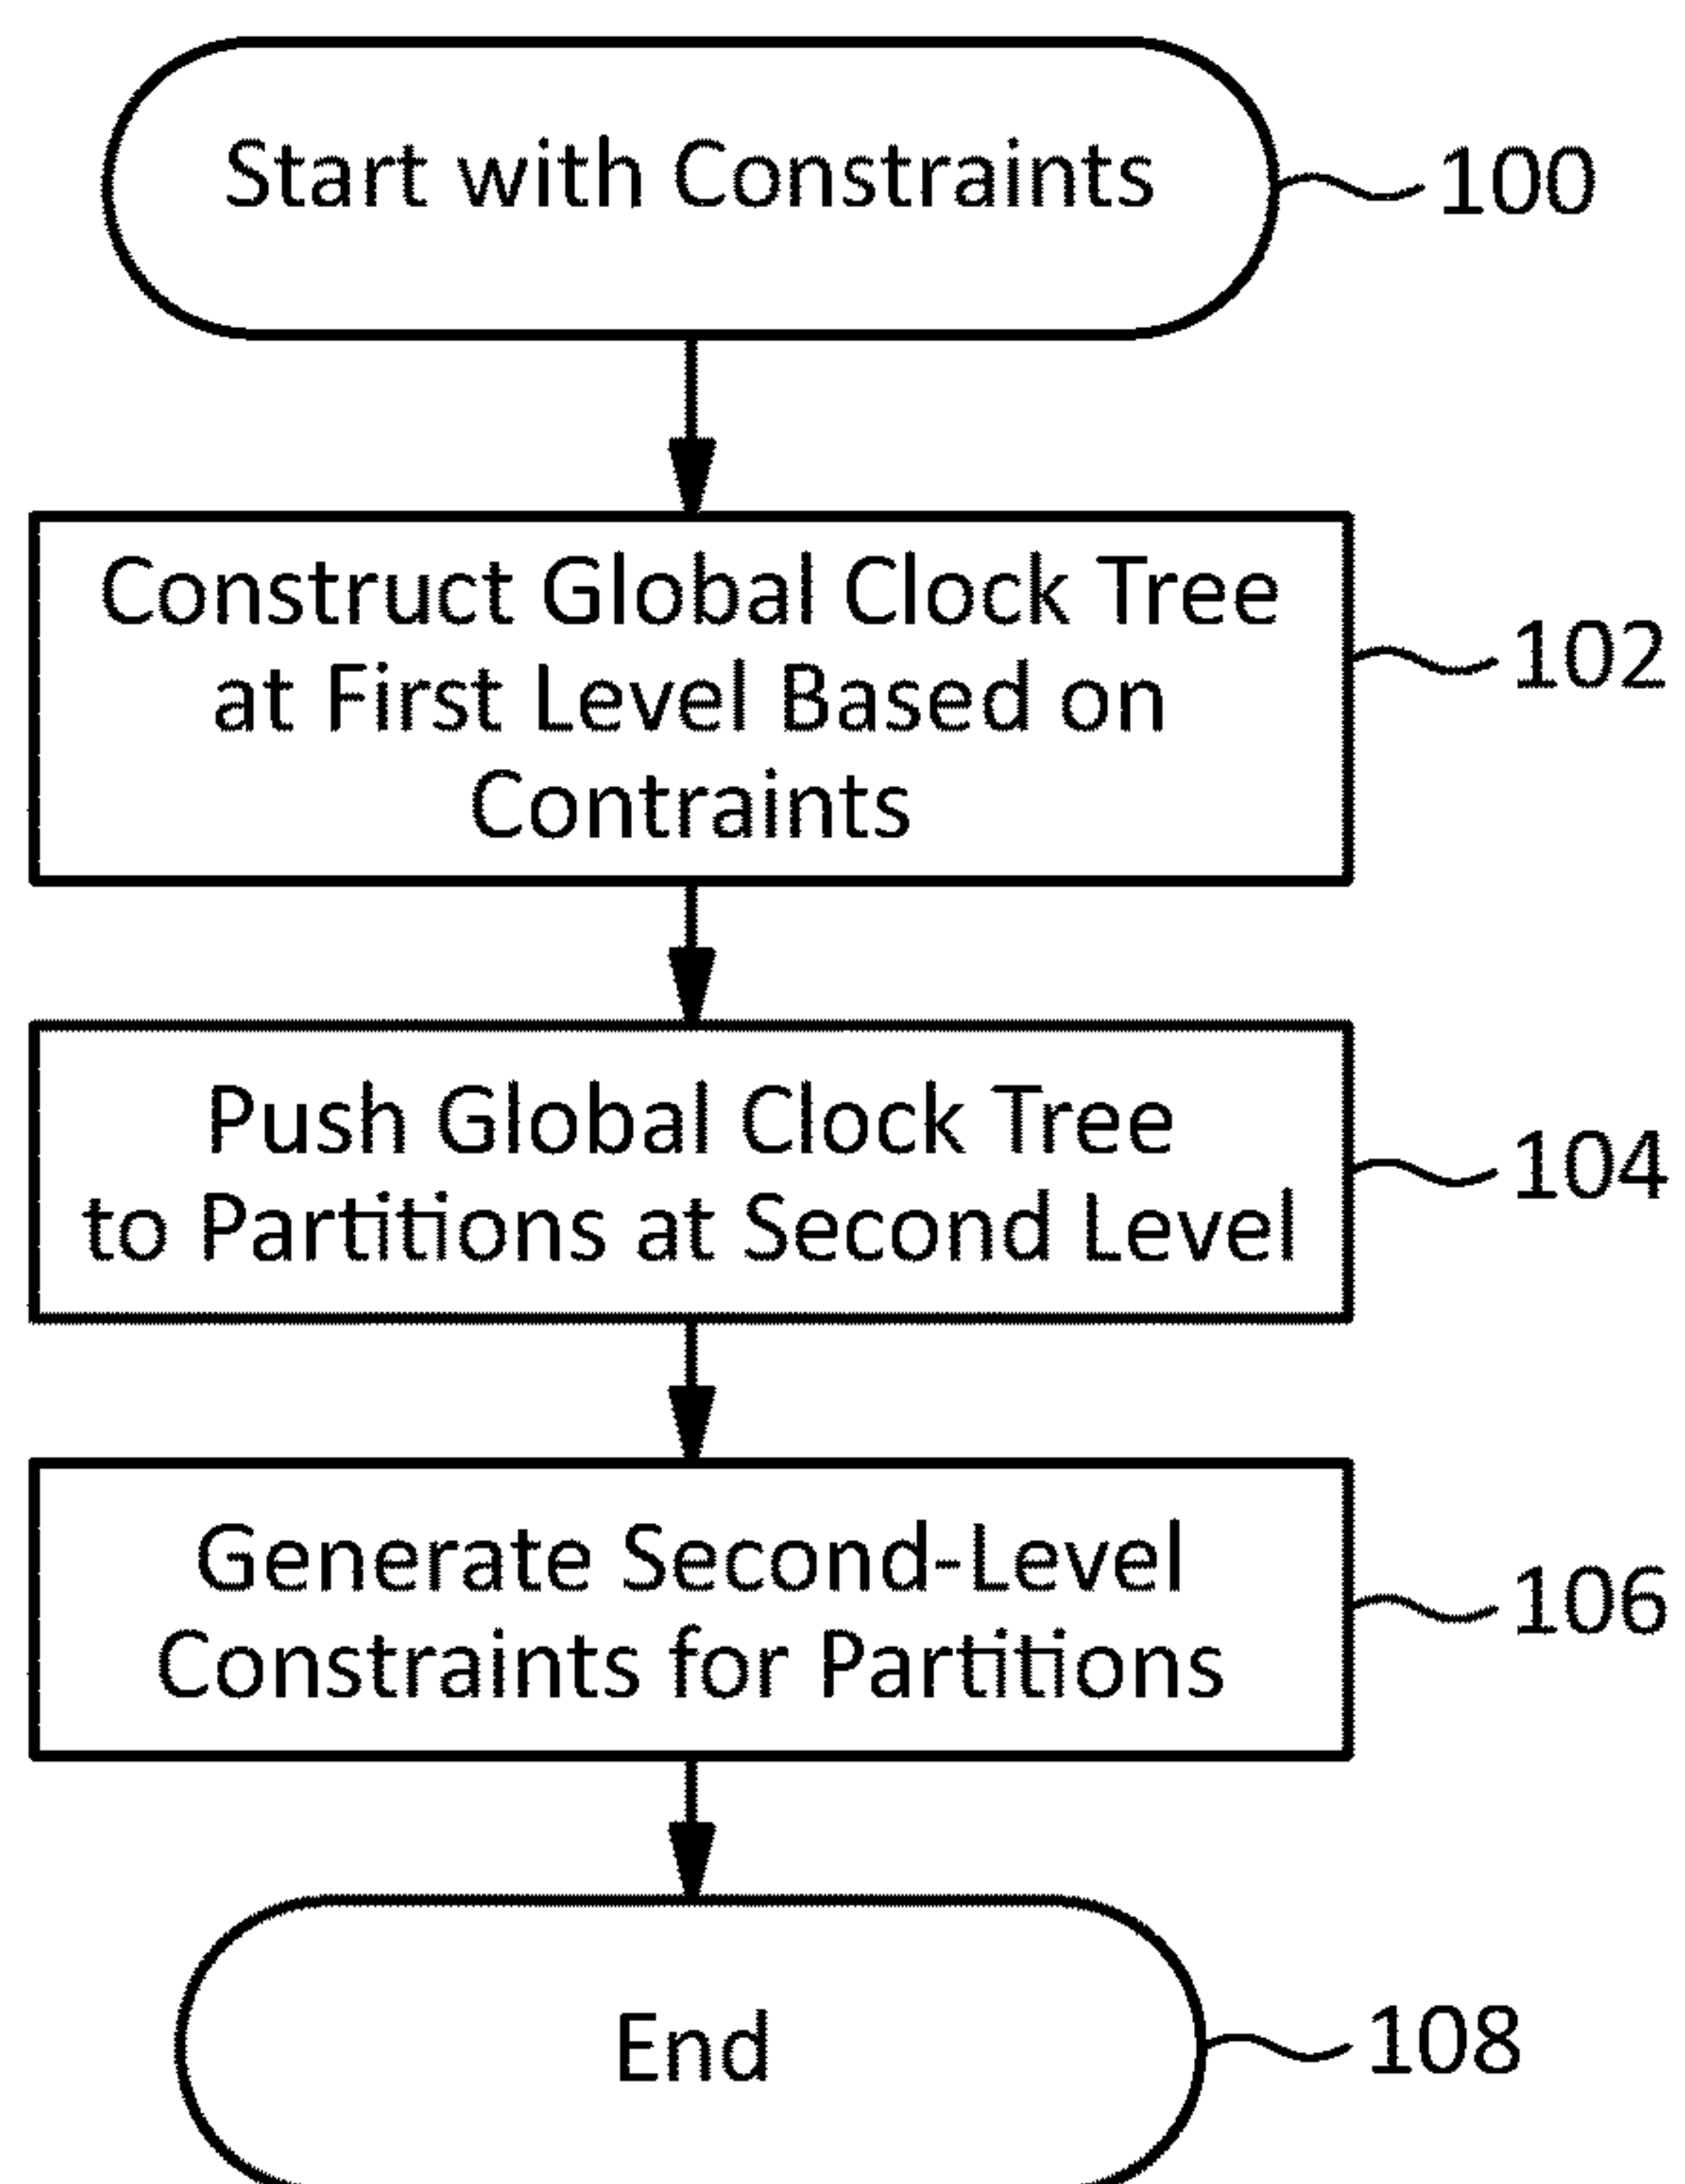 Start with Constraints
100
Construct Global Clock Tree
at First Level Based on
Contraints
102
Push Global Clock Tree
to Partitions at Second Level
104
Generate Second-Level
Constraints for Partitions
106
End
108